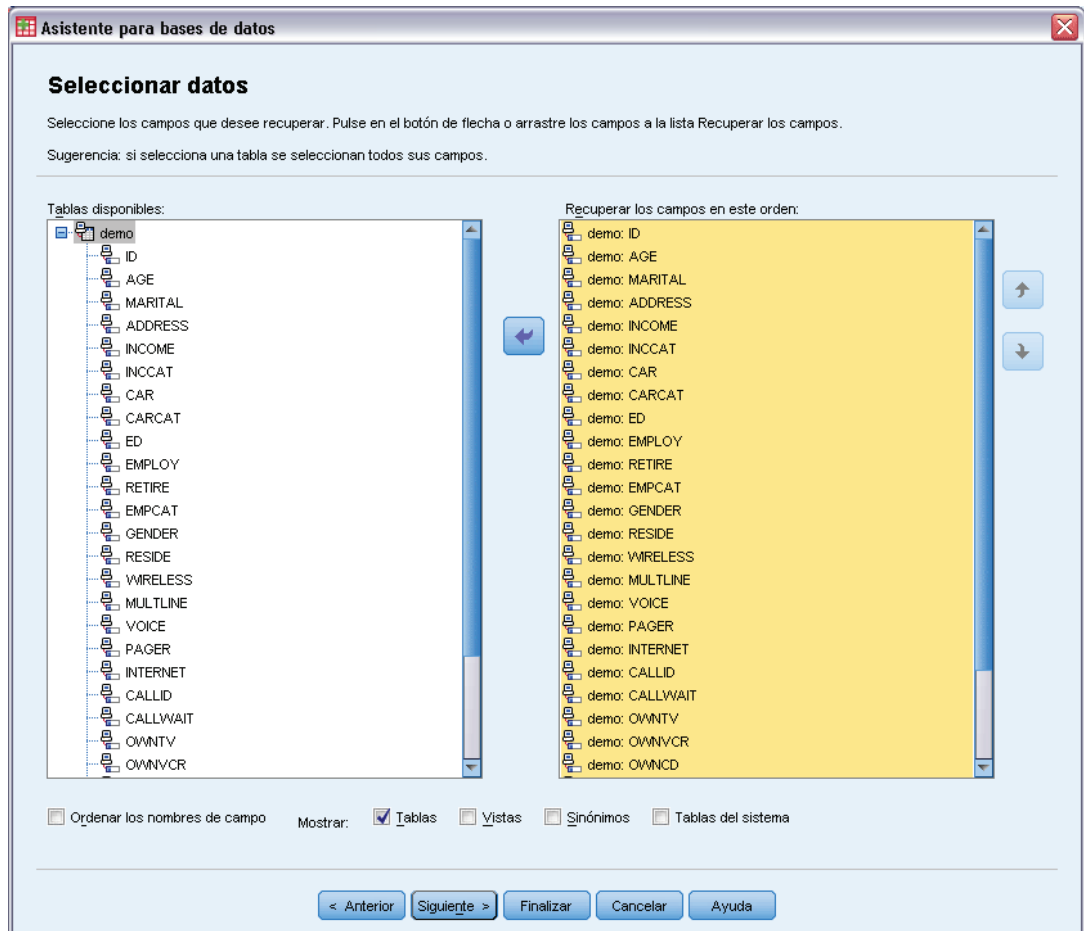 Asistente para bases de datos
Seleccionar datos
Seleccione los campos que desee recuperar. Pulse en el botón de flecha o arrastre los campos a la lista Recuperar los campos.
Sugerencia: si selecciona una tabla se seleccionan todos sus campos.
Tablas disponibles:
demo
ID
AGE
MARITAL
ADDRESS
INCOME
INCCAT
CAR
CARCAT
ED
EMPLOY
RETIRE
EMPCAT
GENDER
RESIDE
WIRELESS
MULTLINE
VOICE
PAGER
INTERNET
CALLID
CALLWAIT
OWNTV
OWNVCR
Recuperar los campos en este orden:
demo: ID
demo: AGE
demo: MARITAL
demo: ADDRESS
demo: INCOME
demo: INCCAT
demo: CAR
demo: CARCAT
demo: ED
demo: EMPLOY
demo: RETIRE
demo: EMPCAT
demo: GENDER
demo: RESIDE
demo: WIRELESS
demo: MULTLINE
demo: VOICE
demo: PAGER
demo: INTERNET
demo: CALLID
demo: CALLWAIT
demo: OWNTV
demo: OWNVCR
demo: OWNCD
Ordenar los nombres de campo Mostrar: Tablas Vistas Sinónimos Tablas del sistema
< Anterior Siguiente > Finalizar Cancelar Ayuda